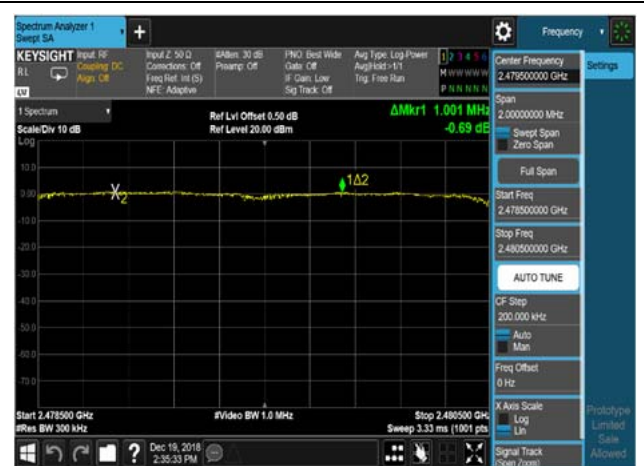 Spectrum Analyzer 1
Swept SA
+
Frequency
KEYSIGHT
RL
Input: RF
Coupling: DC
Align: Off
Input Z: 50 Ω
Corrections: Off
Freq Ref: Int (S)
NFE: Adaptive
#Atten: 30 dB
Preamp: Off
PNO: Best Wide
Gate: Off
IF Gain: Low
Sig Track: Off
Avg Type: Log-Power
Avg|Hold:>1/1
Trig: Free Run
1 2 3 4 5 6
M W W W W W
P N N N N N
Center Frequency
2.479500000 GHz
Settings
Span
2.00000000 MHz
Swept Span
Zero Span
Full Span
Start Freq
2.478500000 GHz
Stop Freq
2.480500000 GHz
AUTO TUNE
CF Step
200.000 kHz
Auto
Man
Freq Offset
0 Hz
X Axis Scale
Log
Lin
Signal Track
(Span Zoom)
1 Spectrum
Scale/Div 10 dB
Ref Lvl Offset 0.50 dB
Ref Level 20.00 dBm
ΔMkr1 1.001 MHz
-0.69 dB
Log
10.0
0.00
-10.0
-20.0
-30.0
-40.0
-60.0
-70.0
X2
1Δ2
Start 2.478500 GHz
#Res BW 300 kHz
#Video BW 1.0 MHz
Stop 2.480500 GHz
Sweep 3.33 ms (1001 pts
?
Dec 19, 2018
2:35:33 PM
Prototype
Limited
Sale
Allowed